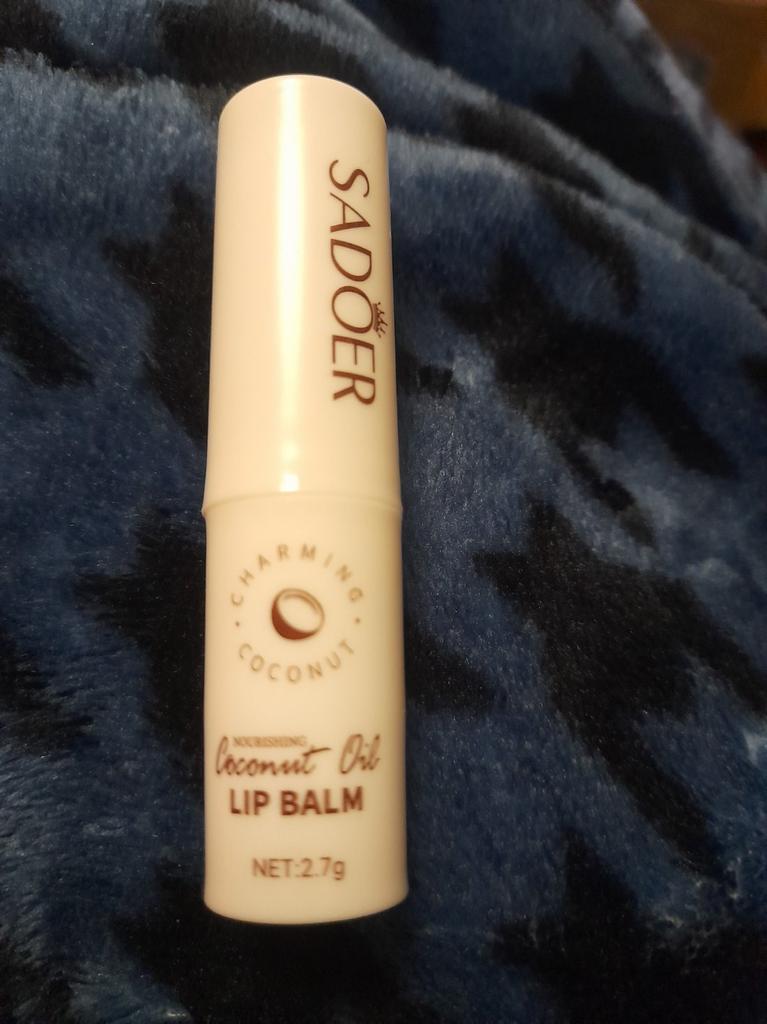 SADOER
CHARMING
COCONUT
NOURISHING
Coconut Oil
LIP BALM
NET:2.7g